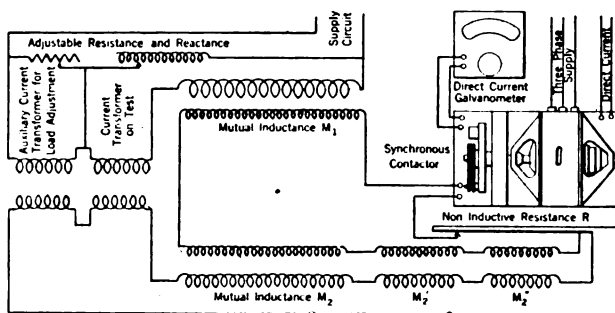 Adjustable Resistance and Reactance
Supply
Circuit
Auxiliary Current
Transformer for
Load Adjustment
Current
Transformer
on Test
Mutual Inductance M₁
Direct Current
Galvanometer
Three Phase
Supply
Direct Current
Synchronous
Contactor
Non Inductive Resistance R
Mutual Inductance M₂
M₂'
M₂"